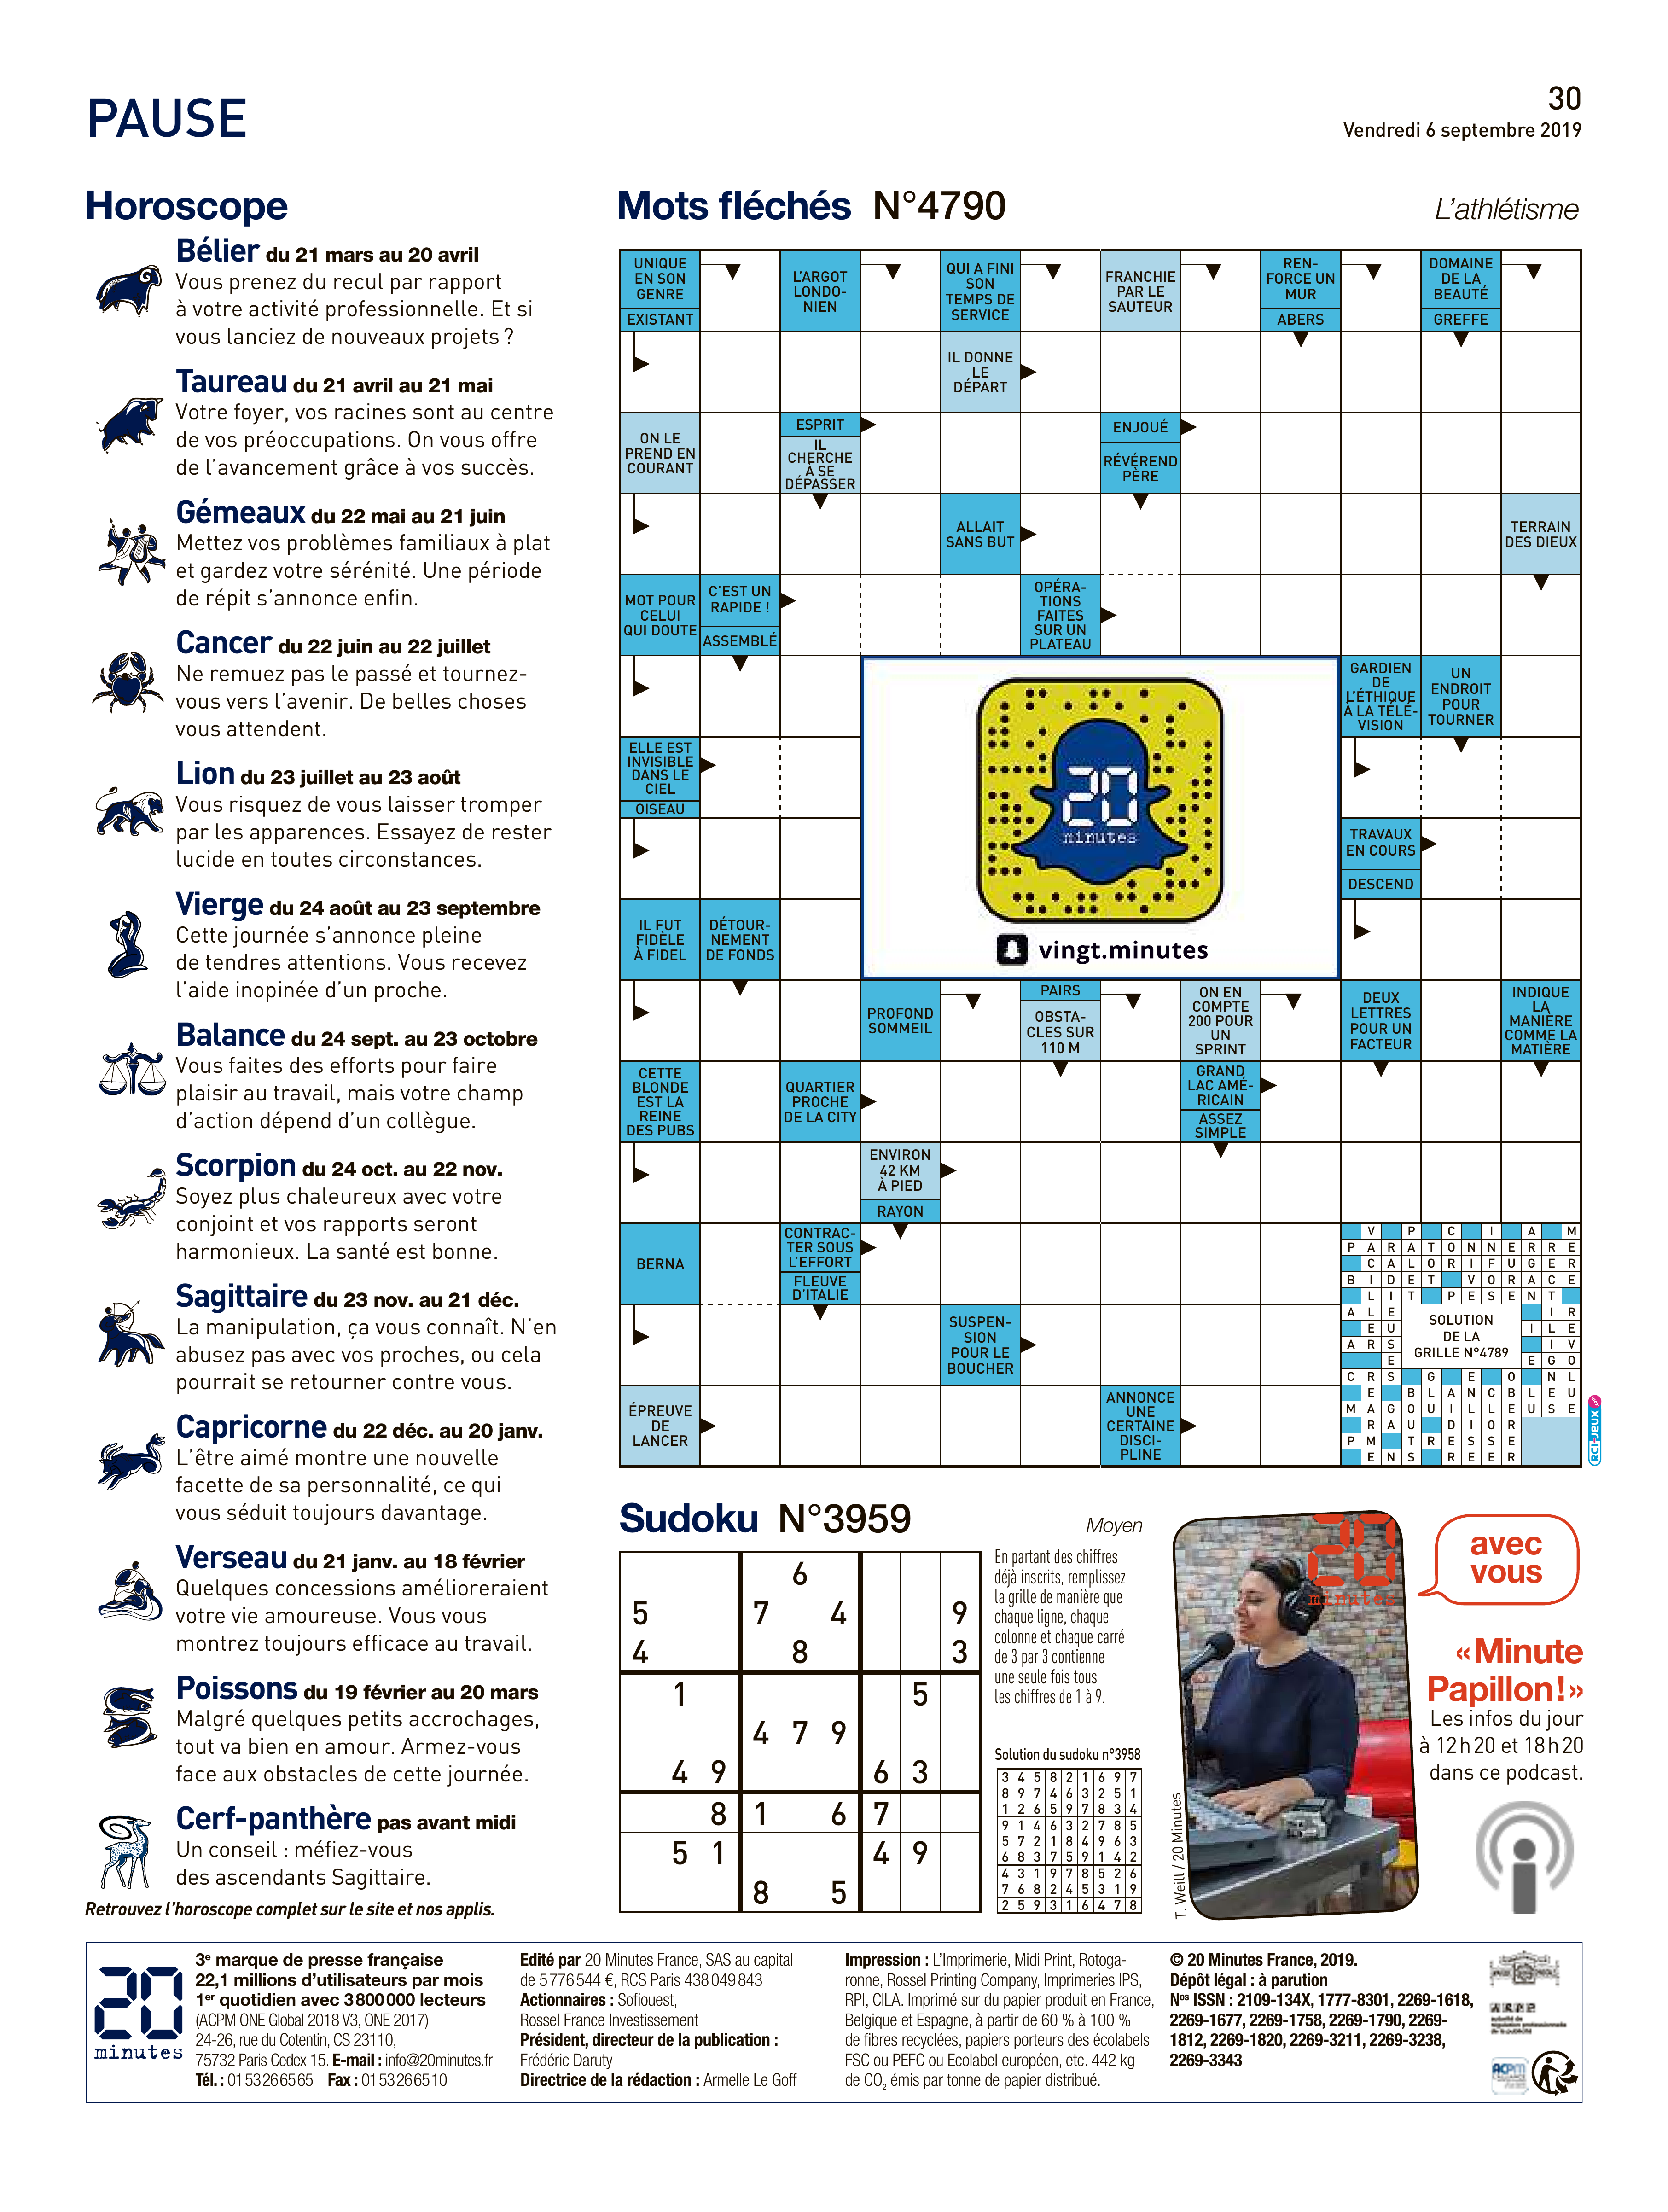 PAUSE
30
Vendredi 6 septembre 2019
Horoscope
Bélier du 21 mars au 20 avril
Vous prenez du recul par rapport
à votre activité professionnelle. Et si
vous lanciez de nouveaux projets ?
Taureau du 21 avril au 21 mai
Votre foyer, vos racines sont au centre
de vos préoccupations. On vous offre
de l'avancement grâce à vos succès.
Gémeaux du 22 mai au 21 juin
Mettez vos problèmes familiaux à plat
et gardez votre sérénité. Une période
de répit s'annonce enfin.
Cancer du 22 juin au 22 juillet
Ne remuez pas le passé et tournez-
vous vers l'avenir. De belles choses
vous attendent.
Lion du 23 juillet au 23 août
Vous risquez de vous laisser tromper
par les apparences. Essayez de rester
lucide en toutes circonstances.
Vierge du 24 août au 23 septembre
Cette journée s'annonce pleine
de tendres attentions. Vous recevez
l'aide inopinée d'un proche.
Balance du 24 sept. au 23 octobre
Vous faites des efforts pour faire
plaisir au travail, mais votre champ
d'action dépend d'un collègue.
Scorpion du 24 oct. au 22 nov.
Soyez plus chaleureux avec votre
conjoint et vos rapports seront
harmonieux. La santé est bonne.
Sagittaire du 23 nov. au 21 déc.
La manipulation, ça vous connaît. N'en
abusez pas avec vos proches, ou cela
pourrait se retourner contre vous.
Capricorne du 22 déc. au 20 janv.
L'être aimé montre une nouvelle
facette de sa personnalité, ce qui
vous séduit toujours davantage.
Verseau du 21 janv. au 18 février
Quelques concessions amélioreraient
votre vie amoureuse. Vous vous
montrez toujours efficace au travail.
Poissons du 19 février au 20 mars
Malgré quelques petits accrochages,
tout va bien en amour. Armez-vous
face aux obstacles de cette journée.
Cerf-panthère pas avant midi
Un conseil : méfiez-vous
des ascendants Sagittaire.
Retrouvez l'horoscope complet sur le site et nos applis.
Mots fléchés N°4790
L'athlétisme
UNIQUE
EN SON
GENRE
EXISTANT
L'ARGOT
LONDO-
NIEN
QUI A FINI
SON
TEMPS DE
SERVICE
FRANCHIE
PAR LE
SAUTEUR
REN-
FORCE UN
MUR
ABERS
DOMAINE
DE LA
BEAUTÉ
GREFFE
IL DONNE
LE
DÉPART
ON LE
PREND EN
COURANT
ESPRIT
IL
CHERCHE
À SE
DÉPASSER
ENJOUÉ
RÉVÉREND
PÈRE
ALLAIT
SANS BUT
TERRAIN
DES DIEUX
MOT POUR
CELUI
QUI DOUTE
C'EST UN
RAPIDE !
ASSEMBLÉ
OPÉRA-
TIONS
FAITES
SUR UN
PLATEAU
GARDIEN
DE
L'ÉTHIQUE
À LA TÉLÉ-
VISION
UN
ENDROIT
POUR
TOURNER
ELLE EST
INVISIBLE
DANS LE
CIEL
OISEAU
20
minutes
vingt.minutes
TRAVAUX
EN COURS
DESCEND
IL FUT
FIDÈLE
À FIDEL
DÉTOUR-
NEMENT
DE FONDS
PROFOND
SOMMEIL
PAIRS
OBSTA-
CLES SUR
110 M
ON EN
COMPTE
200 POUR
UN
SPRINT
DEUX
LETTRES
POUR UN
FACTEUR
INDIQUE
LA
MANIÈRE
COMME LA
MATIÈRE
CETTE
BLONDE
EST LA
REINE
DES PUBS
QUARTIER
PROCHE
DE LA CITY
GRAND
LAC AMÉ-
RICAIN
ASSEZ
SIMPLE
ENVIRON
42 KM
À PIED
RAYON
BERNA
CONTRAC-
TER SOUS
L'EFFORT
FLEUVE
D'ITALIE
SUSPEN-
SION
POUR LE
BOUCHER
ÉPREUVE
DE
LANCER
ANNONCE
UNE
CERTAINE
DISCI-
PLINE
V P C I A M
P A R A T O N N E R R E
C A L O R I F U G E R
B I D E T V O R A C E
L I T P E S E N T
A L E I R
E U I L E
A R S I V
E E G O
SOLUTION
DE LA
GRILLE N°4789
C R S G E O N L
E B L A N C B L E U
M A G O U I L L E U S E
R A U D I O R
P M T R E S S E
E N S R E E R
RCI-JEUX
Sudoku N°3959
Moyen
6
5 7 4 9
4 8 3
1 5
4 7 9
4 9 6 3
8 1 6 7
5 1 4 9
8 5
En partant des chiffres
déjà inscrits, remplissez
la grille de manière que
chaque ligne, chaque
colonne et chaque carré
de 3 par 3 contienne
une seule fois tous
les chiffres de 1 à 9.
Solution du sudoku n°3958
3 4 5 8 2 1 6 9 7
8 9 7 4 6 3 2 5 1
1 2 6 5 9 7 8 3 4
9 1 4 6 3 2 7 8 5
5 7 2 1 8 4 9 6 3
6 8 3 7 5 9 1 4 2
4 3 1 9 7 8 5 2 6
7 6 8 2 4 5 3 1 9
2 5 9 3 1 6 4 7 8
T. Weill / 20 Minutes
20
minutes
avec
vous
«Minute
Papillon!»
Les infos du jour
à 12h20 et 18h20
dans ce podcast.
20
minutes
3e marque de presse française
22,1 millions d'utilisateurs par mois
1er quotidien avec 3800000 lecteurs
(ACPM ONE Global 2018 V3, ONE 2017)
24-26, rue du Cotentin, CS 23110,
75732 Paris Cedex 15. E-mail : info@20minutes.fr
Tél. : 0153266565 Fax : 0153266510
Edité par 20 Minutes France, SAS au capital
de 5776544 €, RCS Paris 438049843
Actionnaires : Sofiouest,
Rossel France Investissement
Président, directeur de la publication :
Frédéric Daruty
Directrice de la rédaction : Armelle Le Goff
Impression : L'Imprimerie, Midi Print, Rotoga-
ronne, Rossel Printing Company, Imprimeries IPS,
RPI, CILA. Imprimé sur du papier produit en France,
Belgique et Espagne, à partir de 60 % à 100 %
de fibres recyclées, papiers porteurs des écolabels
FSC ou PEFC ou Ecolabel européen, etc. 442 kg
de CO2 émis par tonne de papier distribué.
© 20 Minutes France, 2019.
Dépôt légal : à parution
Nos ISSN : 2109-134X, 1777-8301, 2269-1618,
2269-1677, 2269-1758, 2269-1790, 2269-
1812, 2269-1820, 2269-3211, 2269-3238,
2269-3343
ARPP
autorité de
régulation professionnelle
de la publicité
ACPM